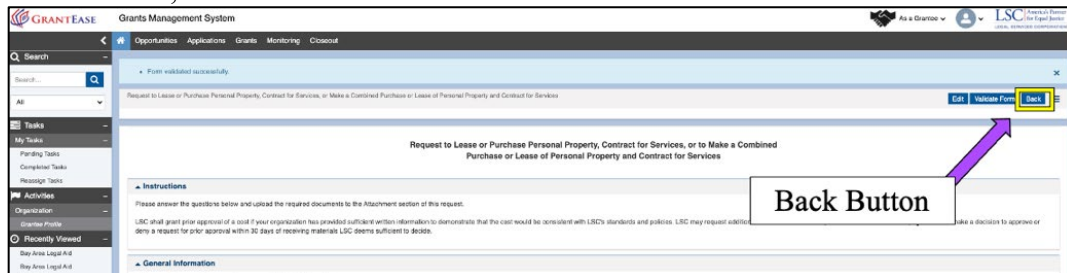 GRANTEASE
Grants Management System
As a Grantee
LSC America's Partner for Equal Justice
LEGAL SERVICES CORPORATION
Opportunities Applications Grants Monitoring Closeout
Search
Form validated successfully.
Search...
Request to Lease or Purchase Personal Property, Contract for Services, or Make a Combined Purchase or Lease of Personal Property and Contract for Services
Edit Validate Form Back
All
Tasks
My Tasks
Pending Tasks
Completed Tasks
Reassign Tasks
Activities
Organization
Grantee Profile
Recently Viewed
Bay Area Legal Aid
Bay Area Legal Aid
Request to Lease or Purchase Personal Property, Contract for Services, or to Make a Combined
Purchase or Lease of Personal Property and Contract for Services
Instructions
Please answer the questions below and upload the required documents to the Attachment section of this request.
LSC shall grant prior approval of a cost if your organization has provided sufficient written information to demonstrate that the cost would be consistent with LSC's standards and policies. LSC may request addition
ake a decision to approve or
deny a request for prior approval within 30 days of receiving materials LSC deems sufficient to decide.
General Information
Back Button